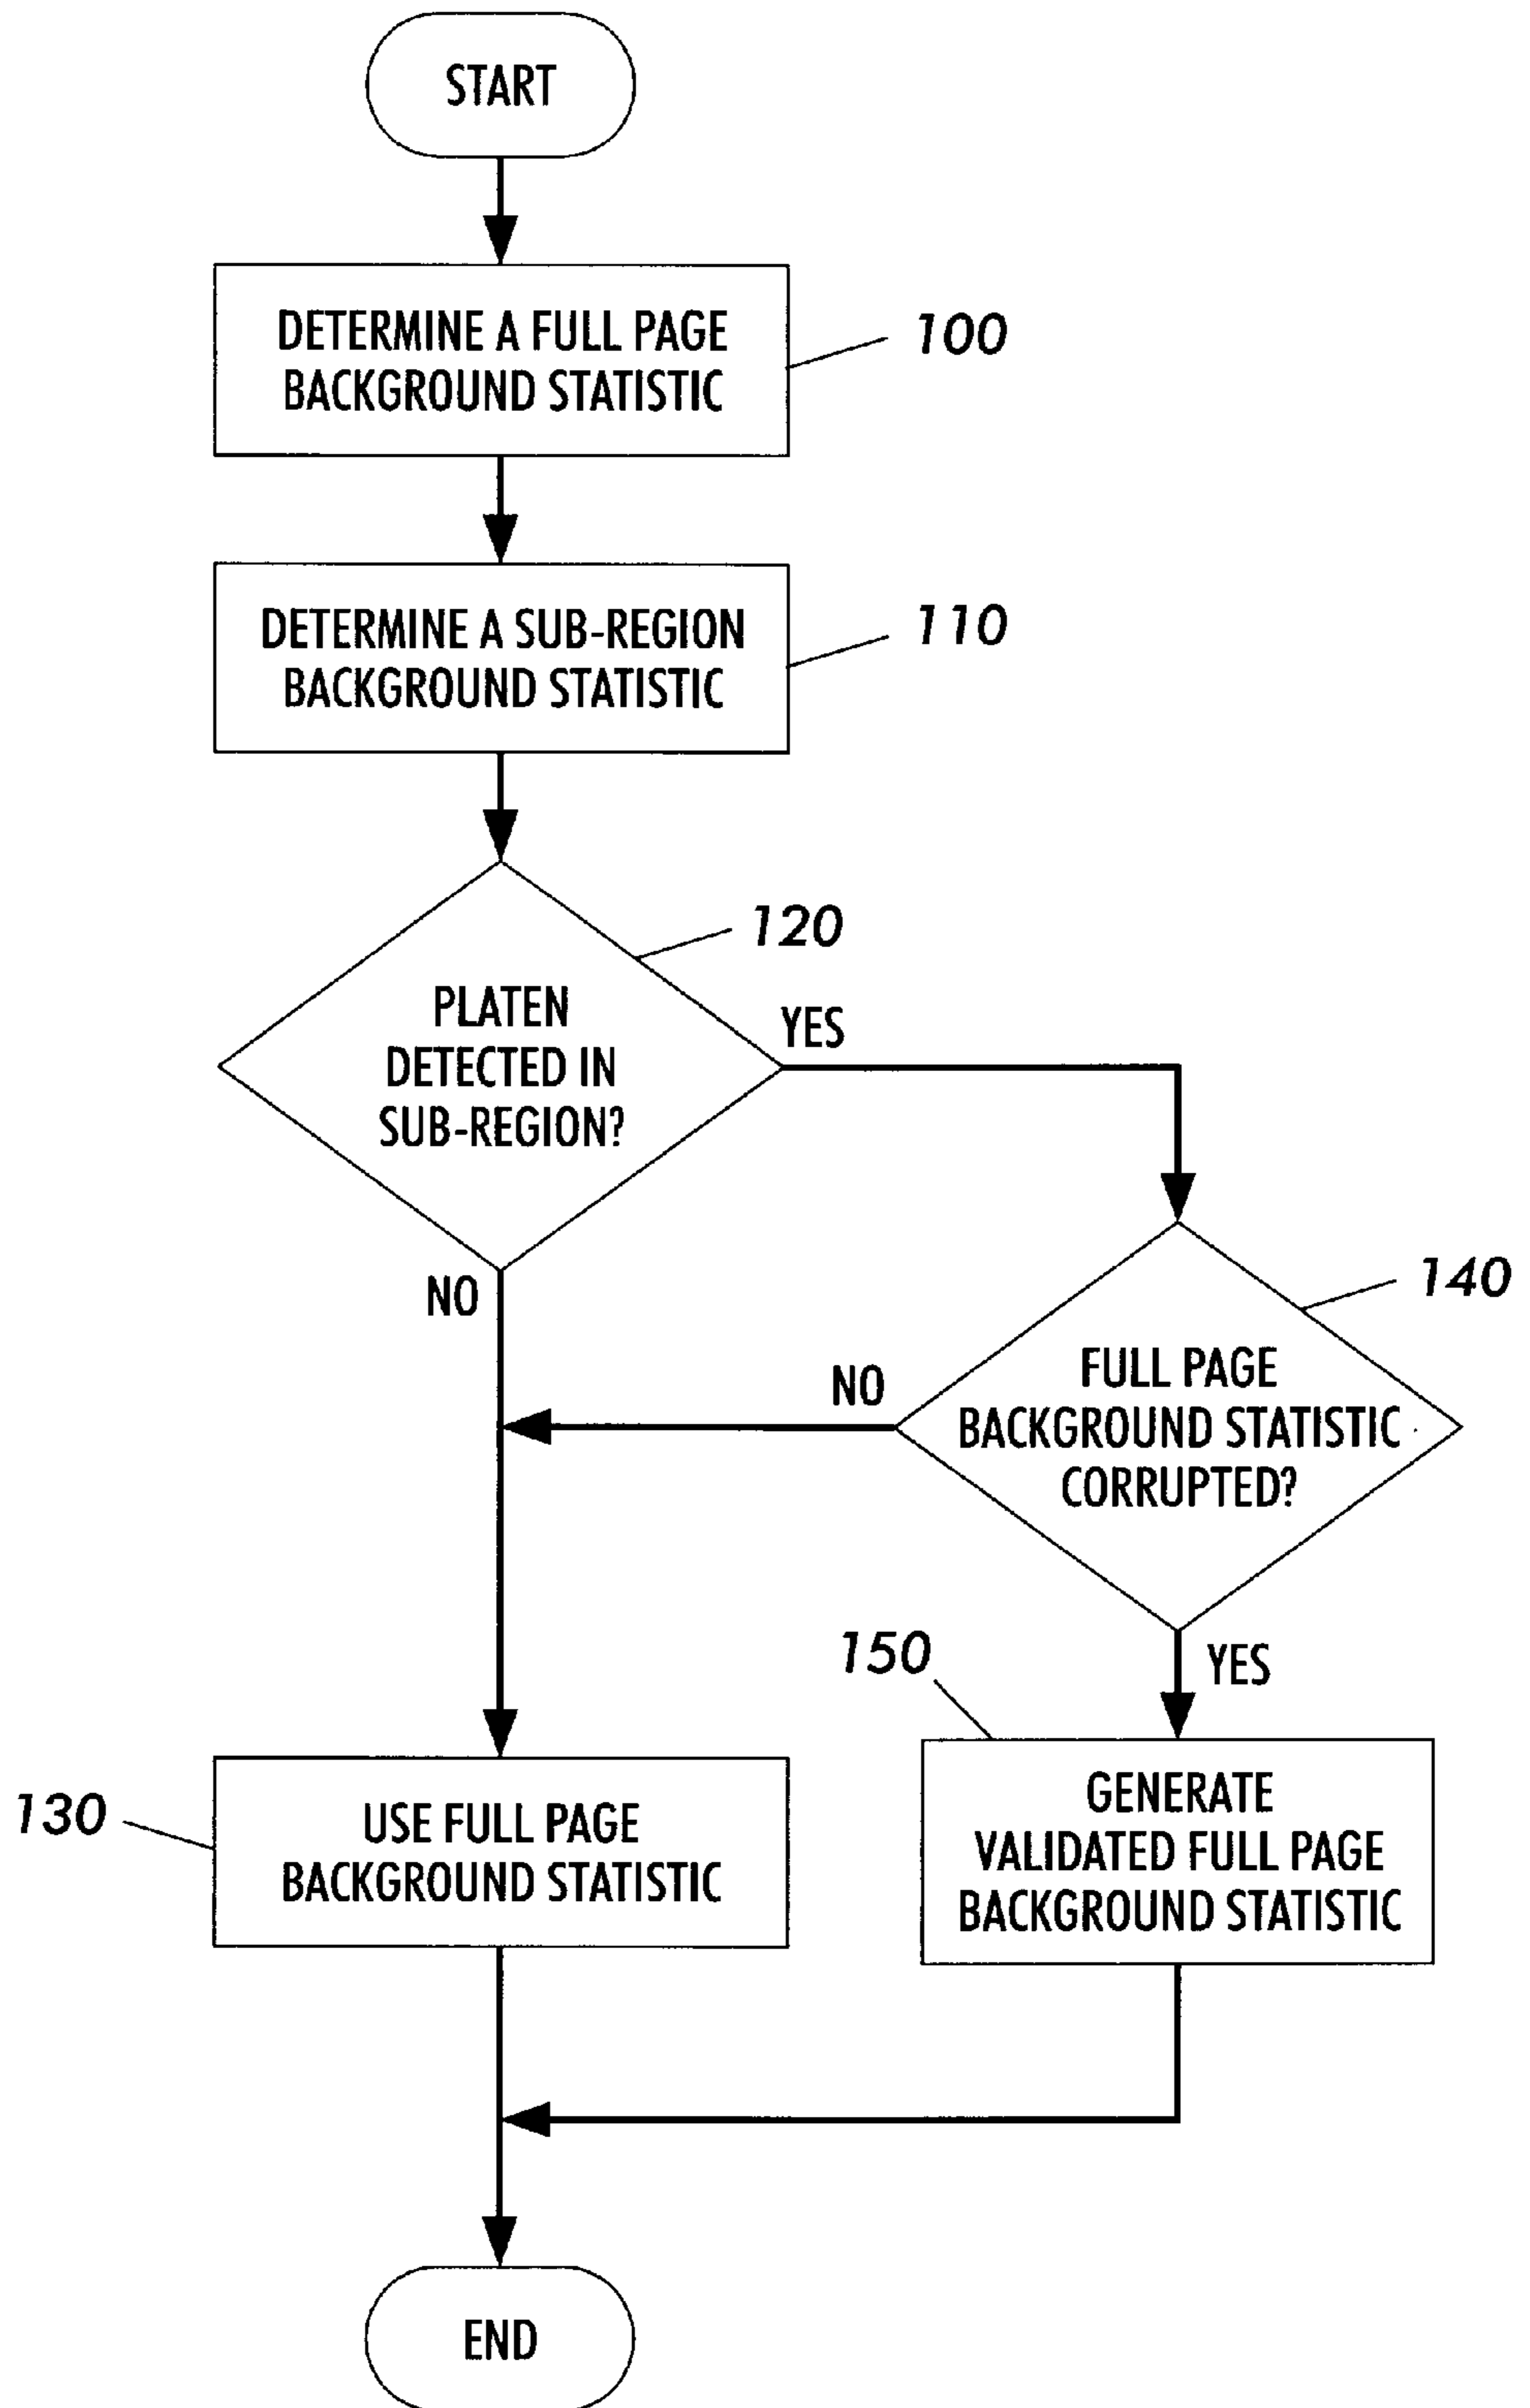 START
DETERMINE A FULL PAGE
BACKGROUND STATISTIC
100
DETERMINE A SUB-REGION
BACKGROUND STATISTIC
110
120
PLATEN
DETECTED IN
SUB-REGION?
YES
NO
140
FULL PAGE
BACKGROUND STATISTIC
CORRUPTED?
NO
YES
150
GENERATE
VALIDATED FULL PAGE
BACKGROUND STATISTIC
130
USE FULL PAGE
BACKGROUND STATISTIC
END